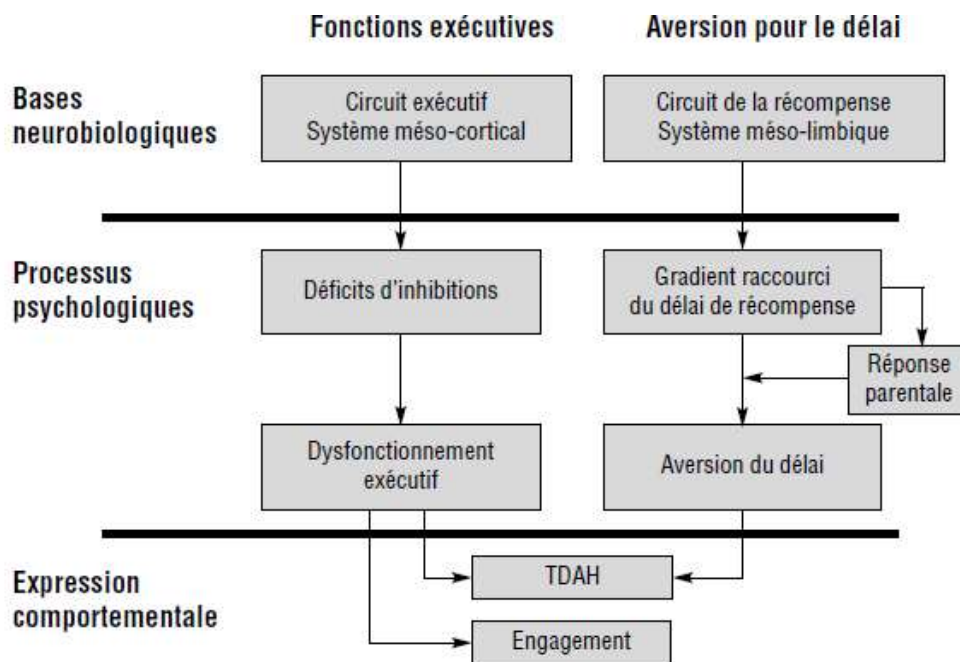 Fonctions exécutives
Aversion pour le délai
Bases
neurobiologiques
Circuit exécutif
Système méso-cortical
Circuit de la récompense
Système méso-limbique
Processus
psychologiques
Déficits d'inhibitions
Gradient raccourci
du délai de récompense
Réponse
parentale
Dysfonctionnement
exécutif
Aversion du délai
Expression
comportementale
TDAH
Engagement